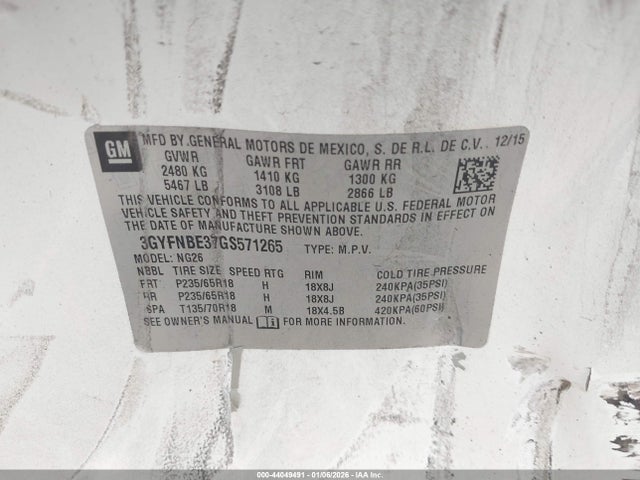 GM
MFD BY GENERAL MOTORS DE MEXICO, S. DE R.L. DE C.V. 12/15
GVWR GAWR FRT GAWR RR
2480 KG 1410 KG 1300 KG
5467 LB 3108 LB 2866 LB
THIS VEHICLE CONFORMS TO ALL APPLICABLE U.S. FEDERAL MOTOR
VEHICLE SAFETY AND THEFT PREVENTION STANDARDS IN EFFECT ON
THE DATE OF MANUFACTURE SHOWN ABOVE.
3GYFNBE37GS571265 TYPE: M.P.V.
MODEL: NG26
NBBL TIRE SIZE SPEED RTG RIM COLD TIRE PRESSURE
FRT P235/65R18 H 18X8J 240KPA(35PSI)
RR P235/65R18 H 18X8J 240KPA(35PSI)
SPA T135/70R18 M 18X4.5B 420KPA(60PSI)
SEE OWNER'S MANUAL FOR MORE INFORMATION.
000-44049491 - 01/06/2026 - © IAA Inc.